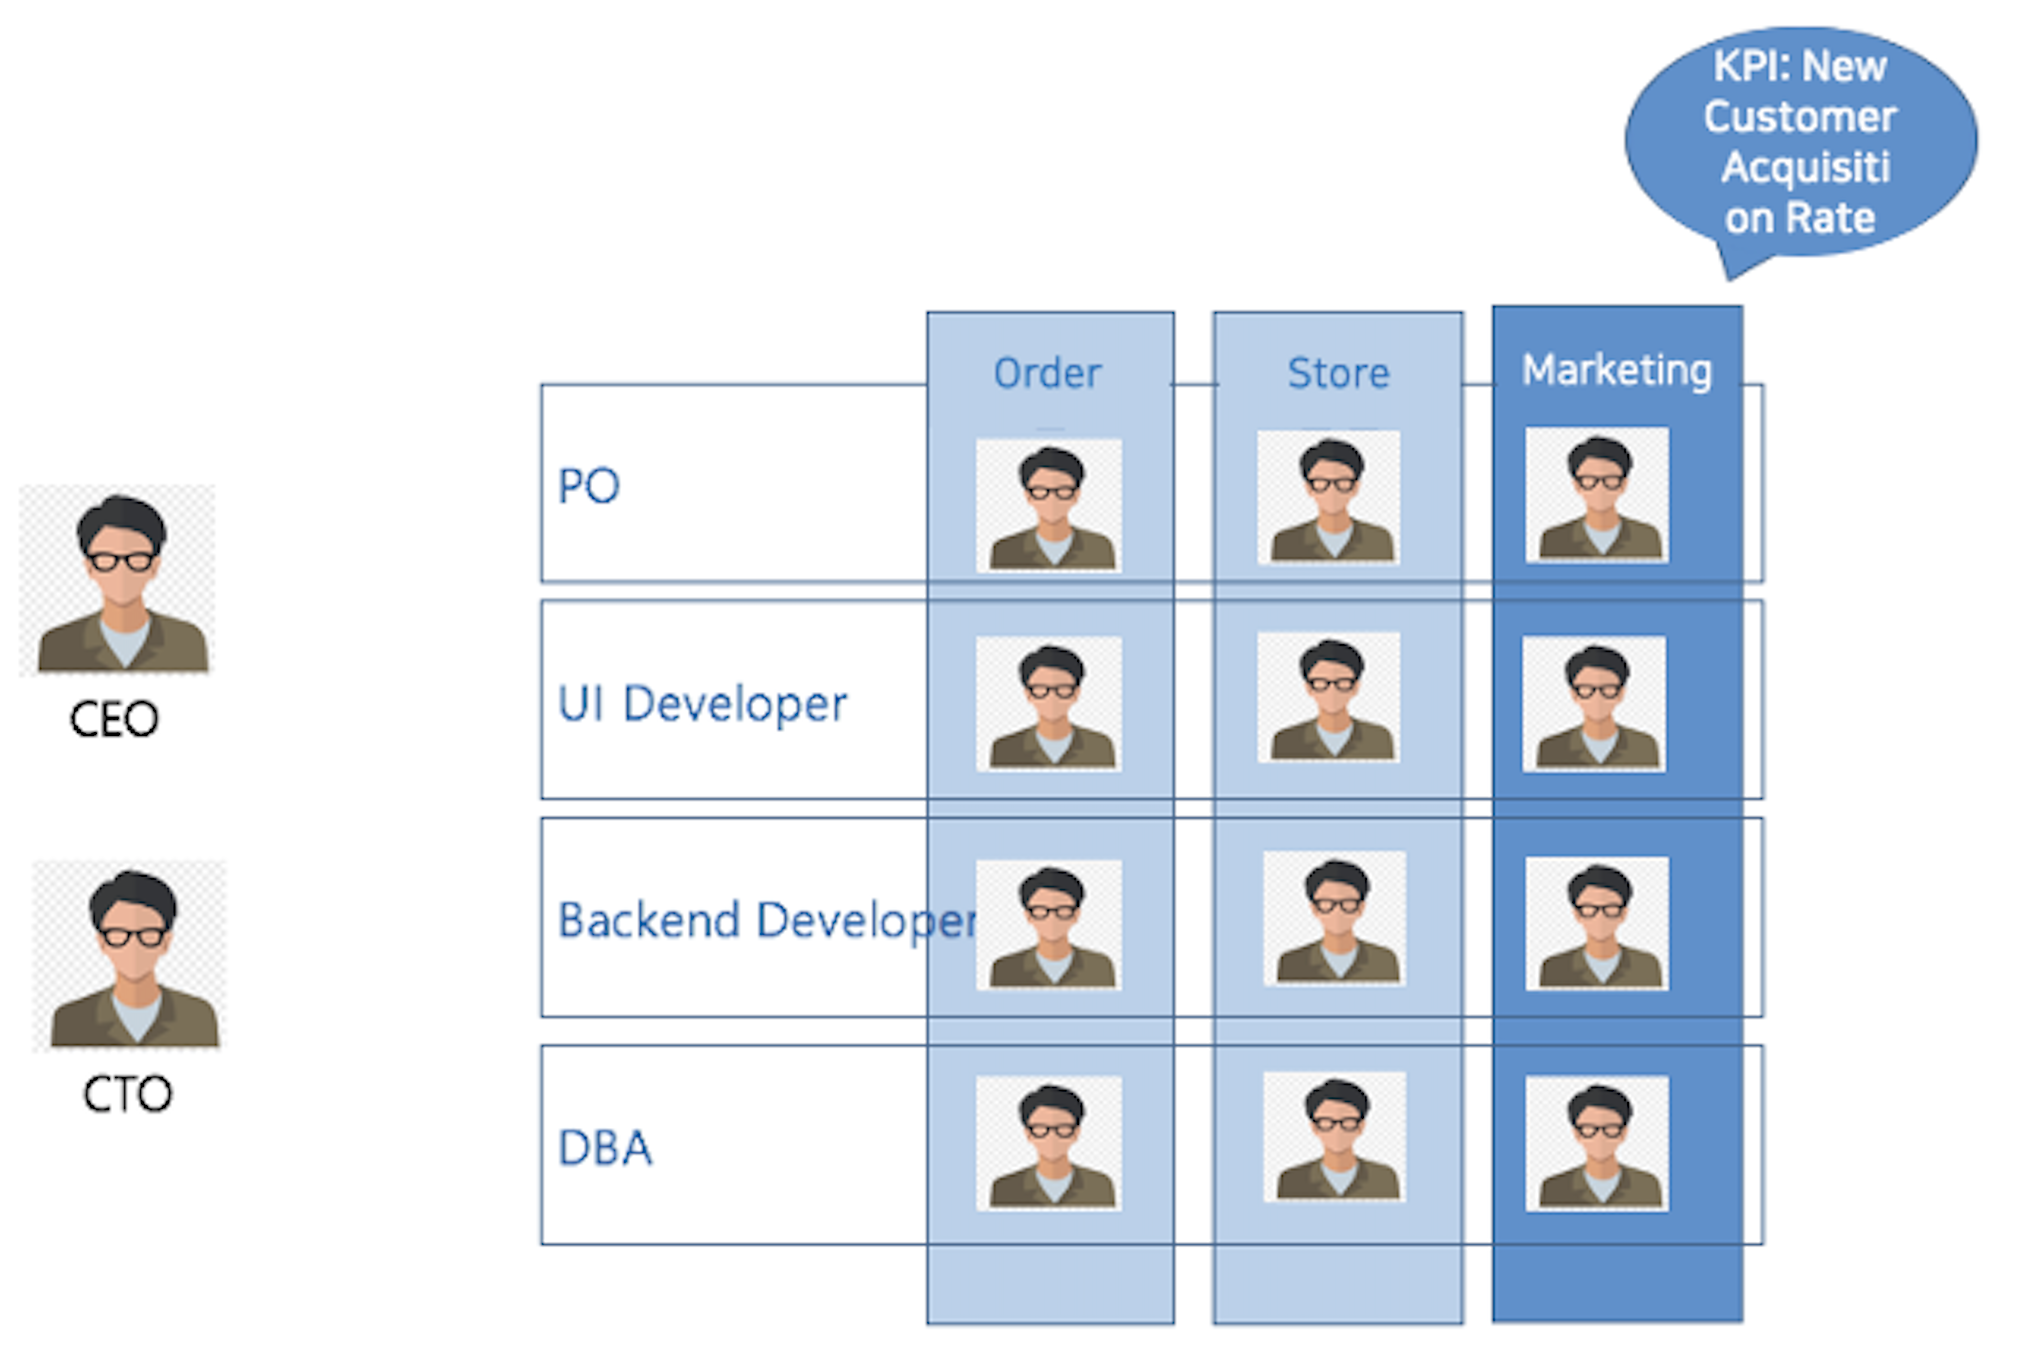 KPI: New
Customer
Acquisiti
on Rate
Order
Store
Marketing
PO
UI Developer
CEO
Backend Developer
CTO
DBA